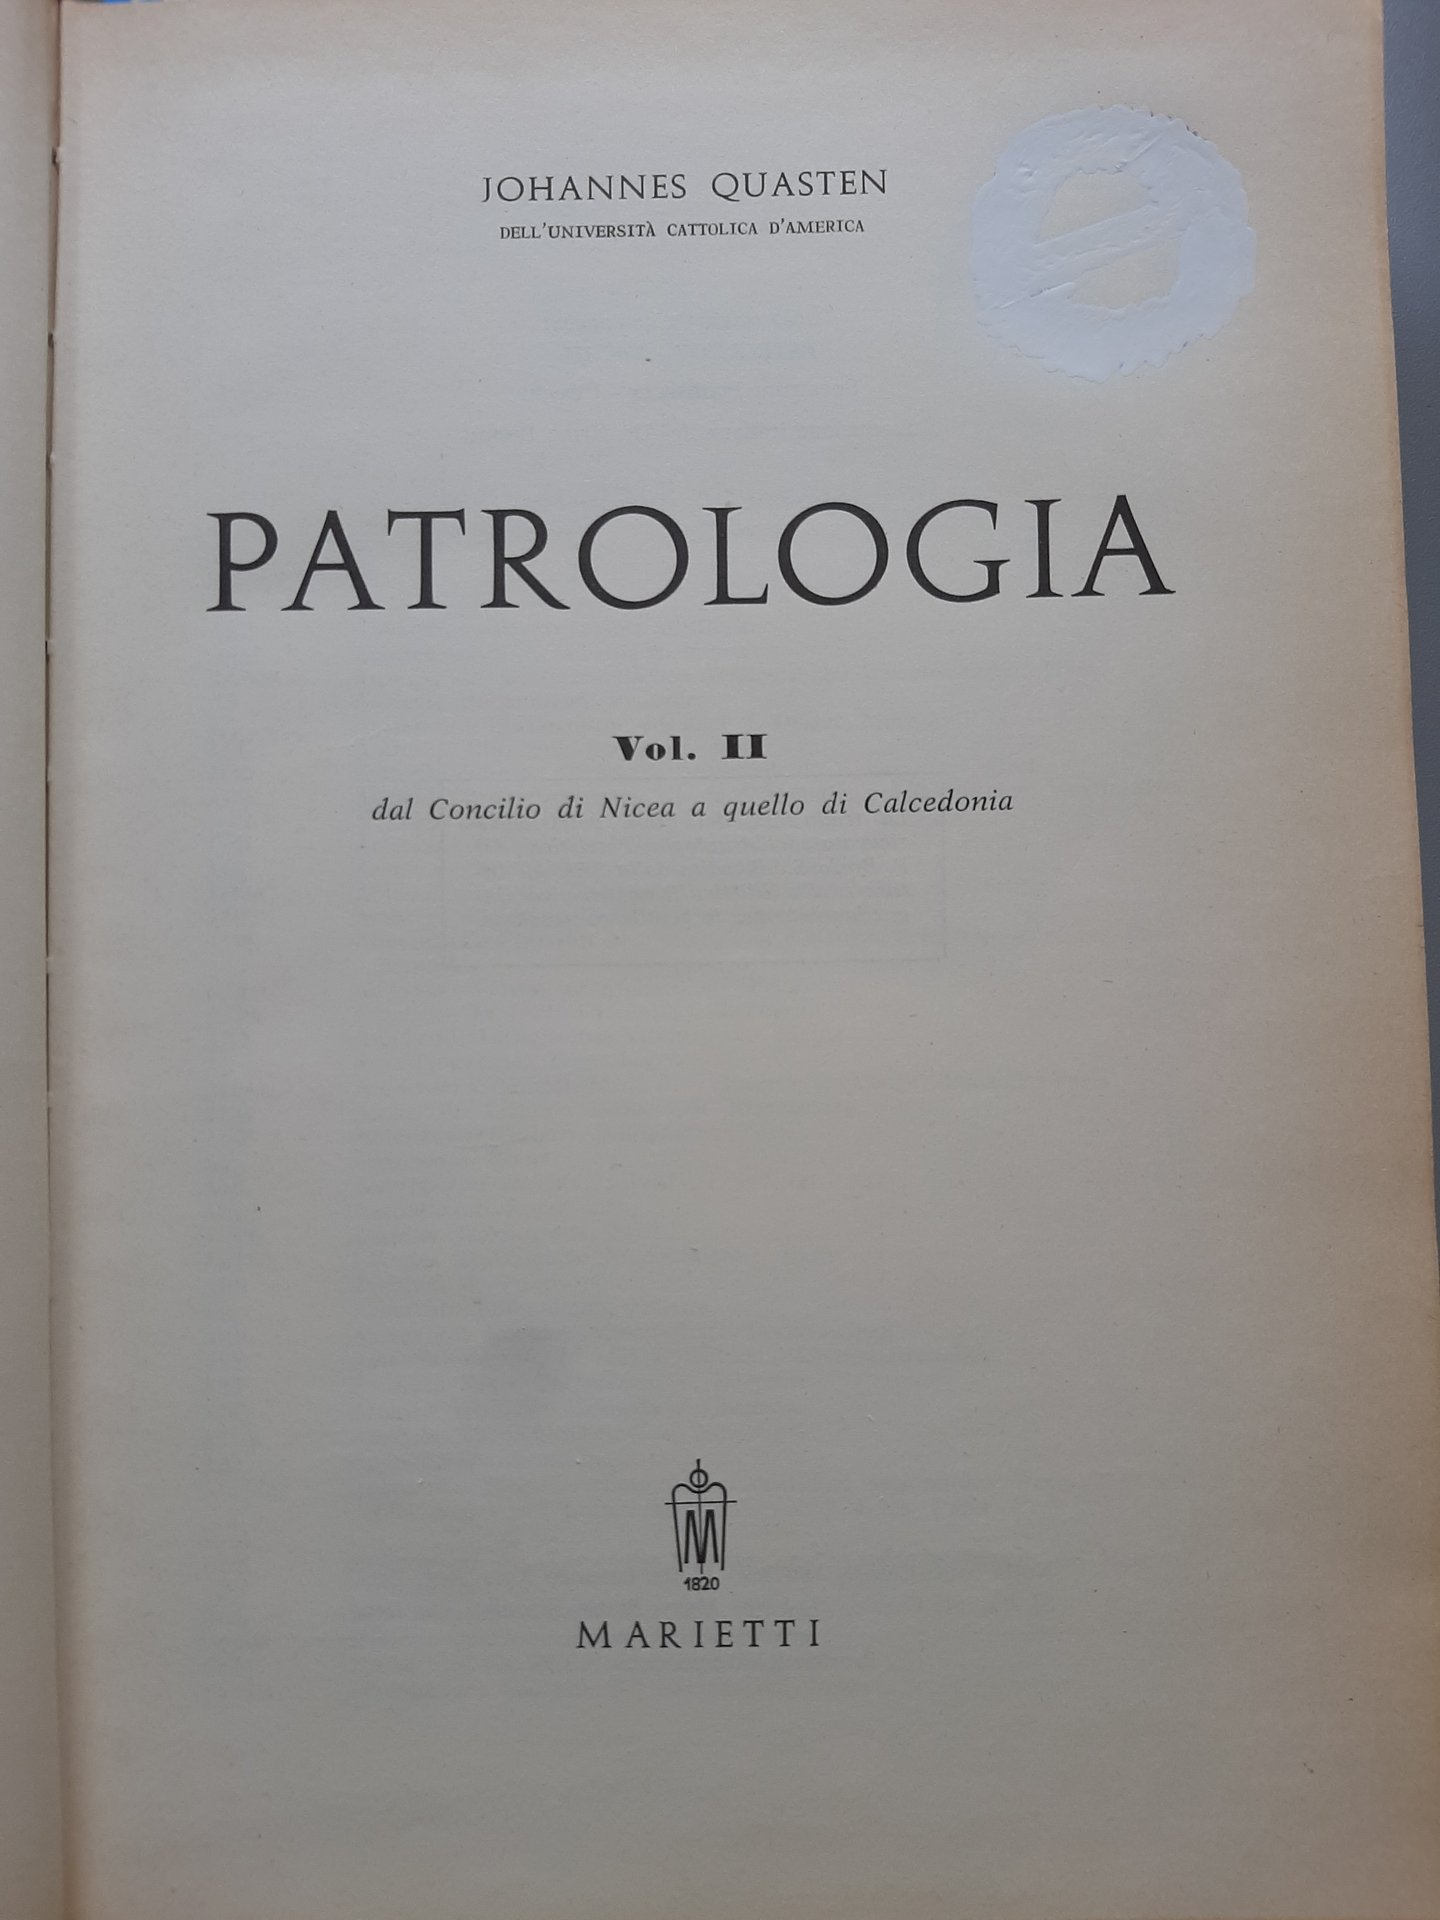 JOHANNES QUASTEN
DELL'UNIVERSITÀ CATTOLICA D'AMERICA
PATROLOGIA
Vol. II
dal Concilio di Nicea a quello di Calcedonia
M
1820
MARIETTI